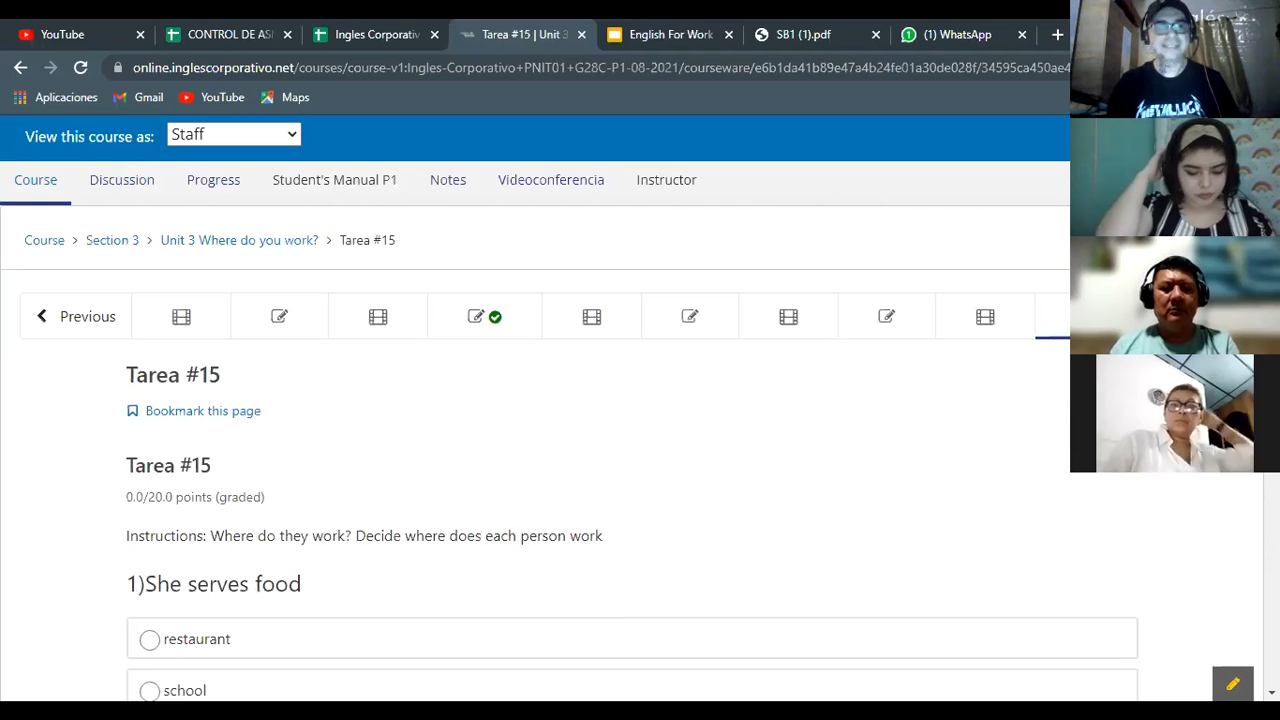 YouTube
CONTROL DE ASI
Ingles Corporativ
Tarea #15 | Unit 3
English For Work
SB1 (1).pdf
(1) WhatsApp
online.inglescorporativo.net/courses/course-v1:Ingles-Corporativo+PNIT01+G28C-P1-08-2021/courseware/e6b1da41b89e47a4b24fe01a30de028f/34595ca450ae4
Aplicaciones
Gmail
YouTube
Maps
View this course as:
Staff
Course
Discussion
Progress
Student's Manual P1
Notes
Videoconferencia
Instructor
Course > Section 3 > Unit 3 Where do you work? > Tarea #15
Previous
Tarea #15
Bookmark this page
Tarea #15
0.0/20.0 points (graded)
Instructions: Where do they work? Decide where does each person work
1)She serves food
restaurant
school
METALLICA